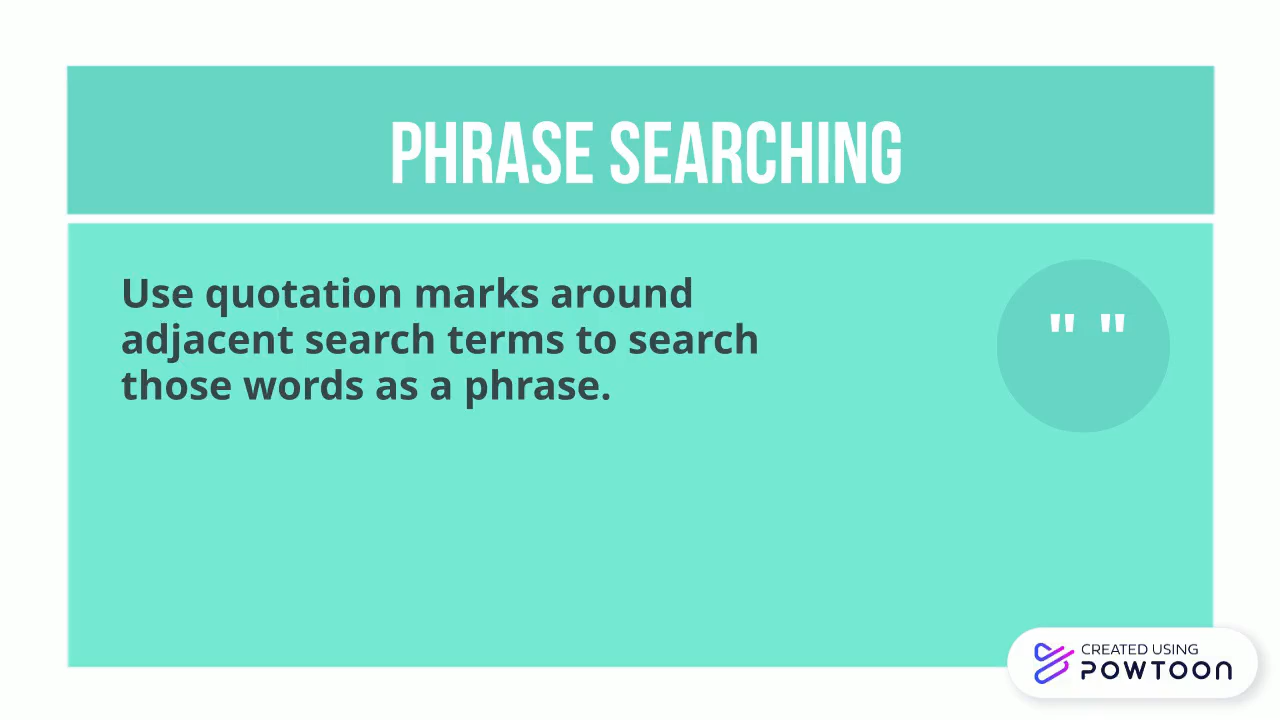 PHRASE SEARCHING
Use quotation marks around
adjacent search terms to search
those words as a phrase.
" "
CREATED USING
POWTOON